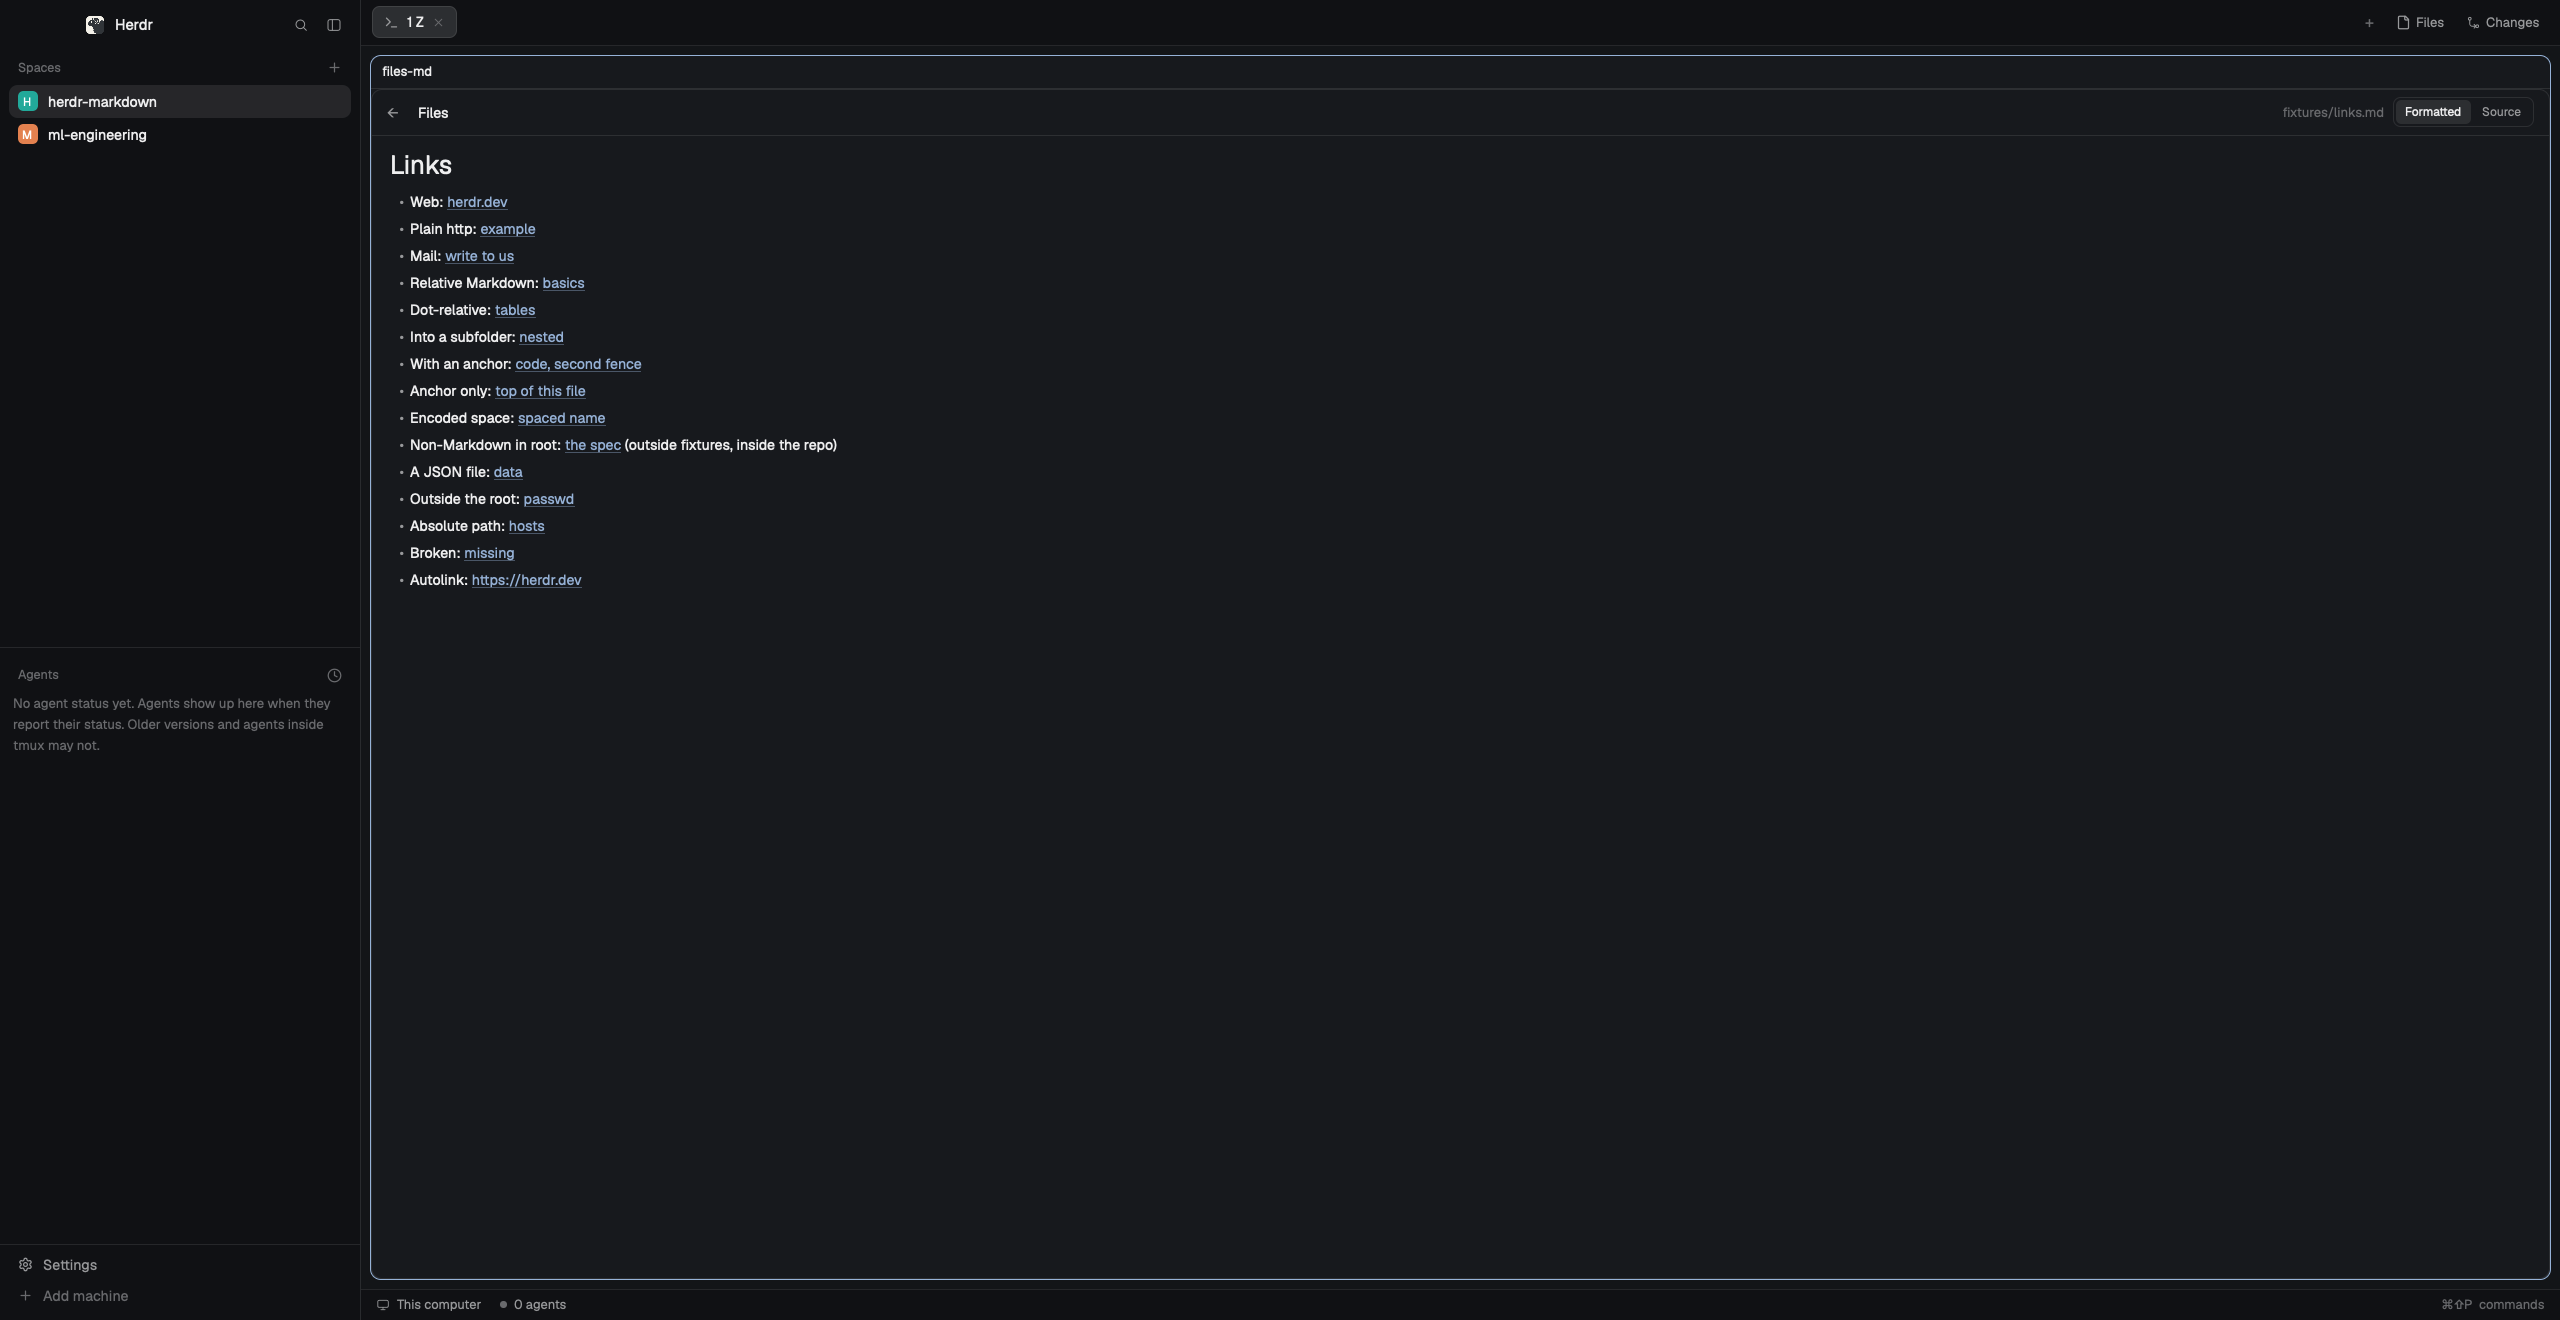 Herdr
Spaces
H herdr-markdown
M ml-engineering
Agents
No agent status yet. Agents show up here when they
report their status. Older versions and agents inside
tmux may not.
Settings
Add machine
1 Z
Files
Changes
files-md
Files
fixtures/links.md
Formatted
Source
Links
• Web: herdr.dev
• Plain http: example
• Mail: write to us
• Relative Markdown: basics
• Dot-relative: tables
• Into a subfolder: nested
• With an anchor: code, second fence
• Anchor only: top of this file
• Encoded space: spaced name
• Non-Markdown in root: the spec (outside fixtures, inside the repo)
• A JSON file: data
• Outside the root: passwd
• Absolute path: hosts
• Broken: missing
• Autolink: https://herdr.dev
This computer
0 agents
⌘⇧P commands